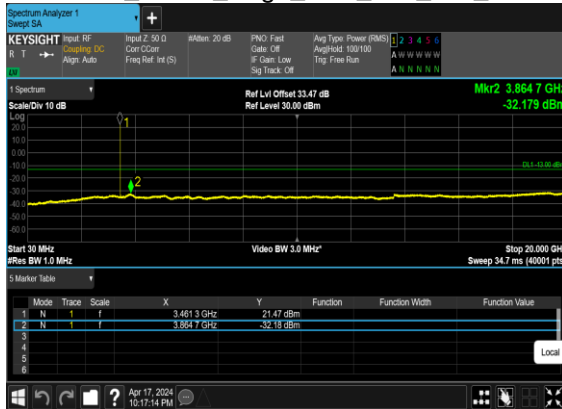 Spectrum Analyzer 1
Swept SA
+
KEYSIGHT Input: RF Input Z: 50 Ω #Atten: 20 dB PNO: Fast Avg Type: Power (RMS) 1 2 3 4 5 6
R T Coupling: DC Corr CCorr Gate: Off Avg|Hold: 100/100 A W W W W W
Align: Auto Freq Ref: Int (S) IF Gain: Low Trig: Free Run
LXI Sig Track: Off A N N N N N
1 Spectrum Ref Lvl Offset 33.47 dB Mkr2 3.864 7 GHz
Scale/Div 10 dB Ref Level 30.00 dBm -32.179 dBm
Log
20.0
10.0
0.00
-10.0
-20.0
-30.0
-40.0
-50.0
-60.0
1
2
DL1 -13.00 dBm
Start 30 MHz Video BW 3.0 MHz* Stop 20.000 GH
#Res BW 1.0 MHz Sweep 34.7 ms (40001 pts
5 Marker Table
Mode Trace Scale X Y Function Function Width Function Value
1 N 1 f 3.461 3 GHz 21.47 dBm
2 N 1 f 3.864 7 GHz -32.18 dBm
3
4
5
6
Local
? Apr 17, 2024
10:17:14 PM